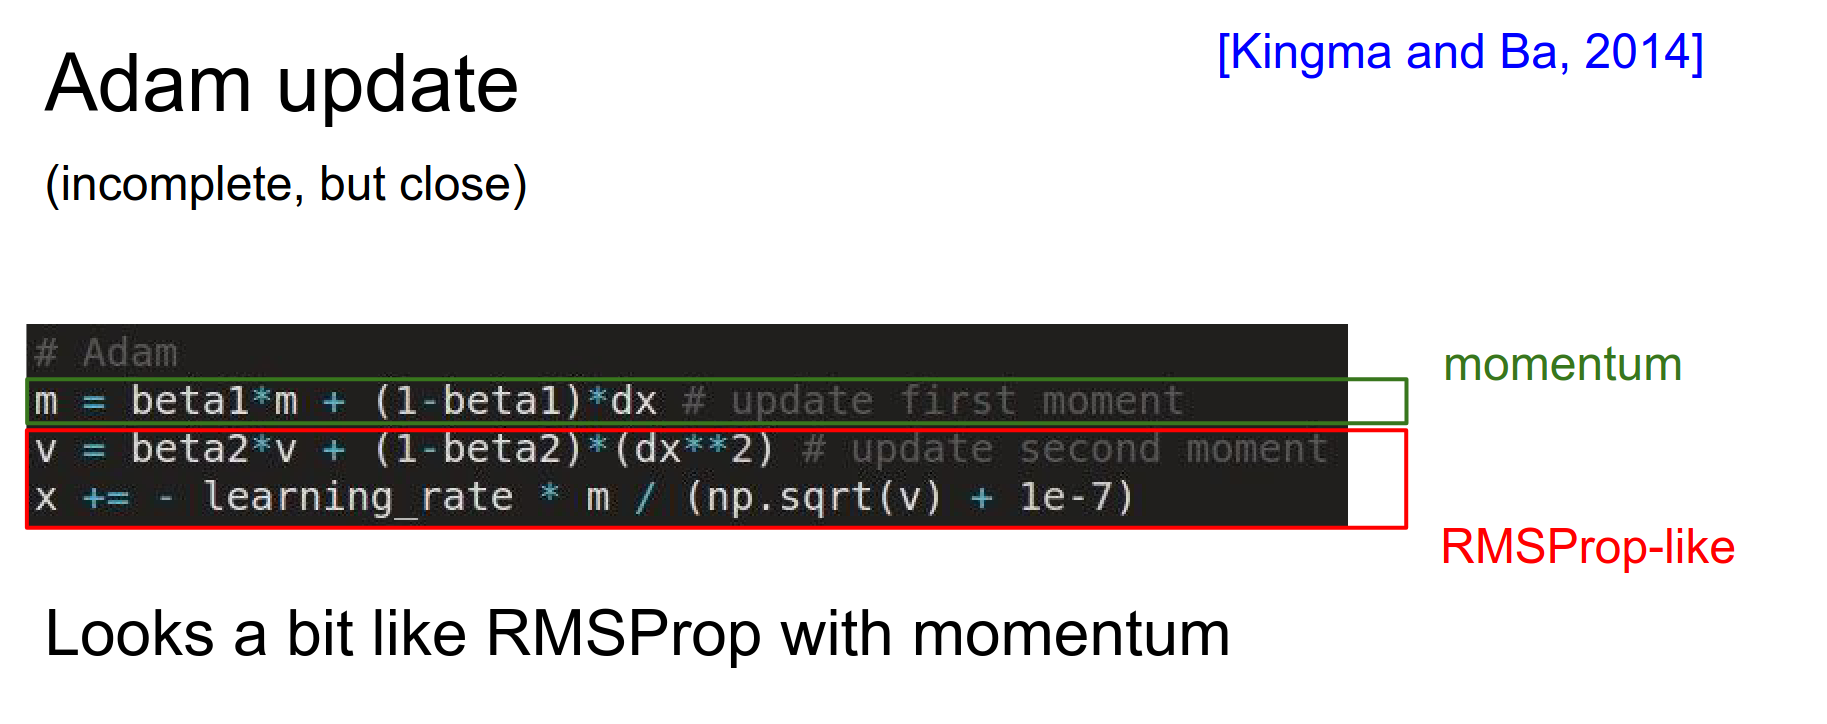 Adam update
[Kingma and Ba, 2014]
(incomplete, but close)
# Adam
m = beta1*m + (1-beta1)*dx # update first moment
momentum
v = beta2*v + (1-beta2)*(dx**2) # update second moment
x += - learning_rate * m / (np.sqrt(v) + 1e-7)
RMSProp-like
Looks a bit like RMSProp with momentum